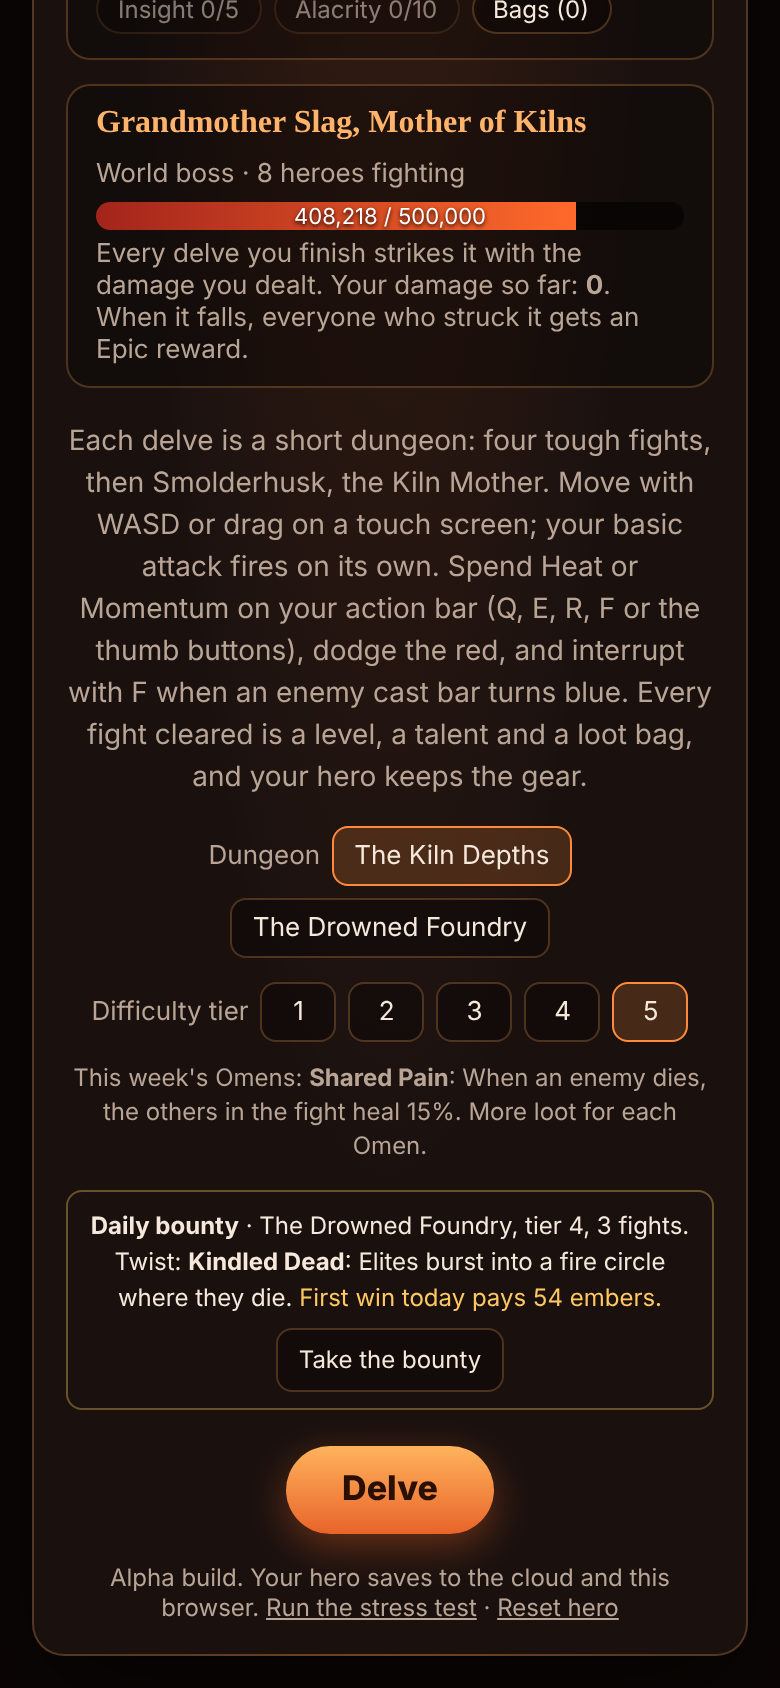 Insight 0/5 Alacrity 0/10 Bags (0)
Grandmother Slag, Mother of Kilns
World boss · 8 heroes fighting
408,218 / 500,000
Every delve you finish strikes it with the
damage you dealt. Your damage so far: 0.
When it falls, everyone who struck it gets an
Epic reward.
Each delve is a short dungeon: four tough fights,
then Smolderhusk, the Kiln Mother. Move with
WASD or drag on a touch screen; your basic
attack fires on its own. Spend Heat or
Momentum on your action bar (Q, E, R, F or the
thumb buttons), dodge the red, and interrupt
with F when an enemy cast bar turns blue. Every
fight cleared is a level, a talent and a loot bag,
and your hero keeps the gear.
Dungeon The Kiln Depths
The Drowned Foundry
Difficulty tier 1 2 3 4 5
This week's Omens: Shared Pain: When an enemy dies,
the others in the fight heal 15%. More loot for each
Omen.
Daily bounty · The Drowned Foundry, tier 4, 3 fights.
Twist: Kindled Dead: Elites burst into a fire circle
where they die. First win today pays 54 embers.
Take the bounty
Delve
Alpha build. Your hero saves to the cloud and this
browser. Run the stress test · Reset hero